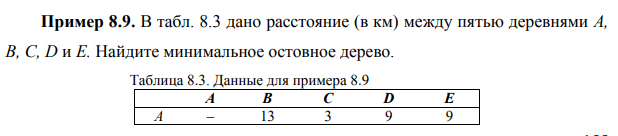 Пример 8.9. В табл. 8.3 дано расстояние (в км) между пятью деревнями A,
B, C, D и E. Найдите минимальное остовное дерево.
Таблица 8.3. Данные для примера 8.9
A B C D E
A – 13 3 9 9